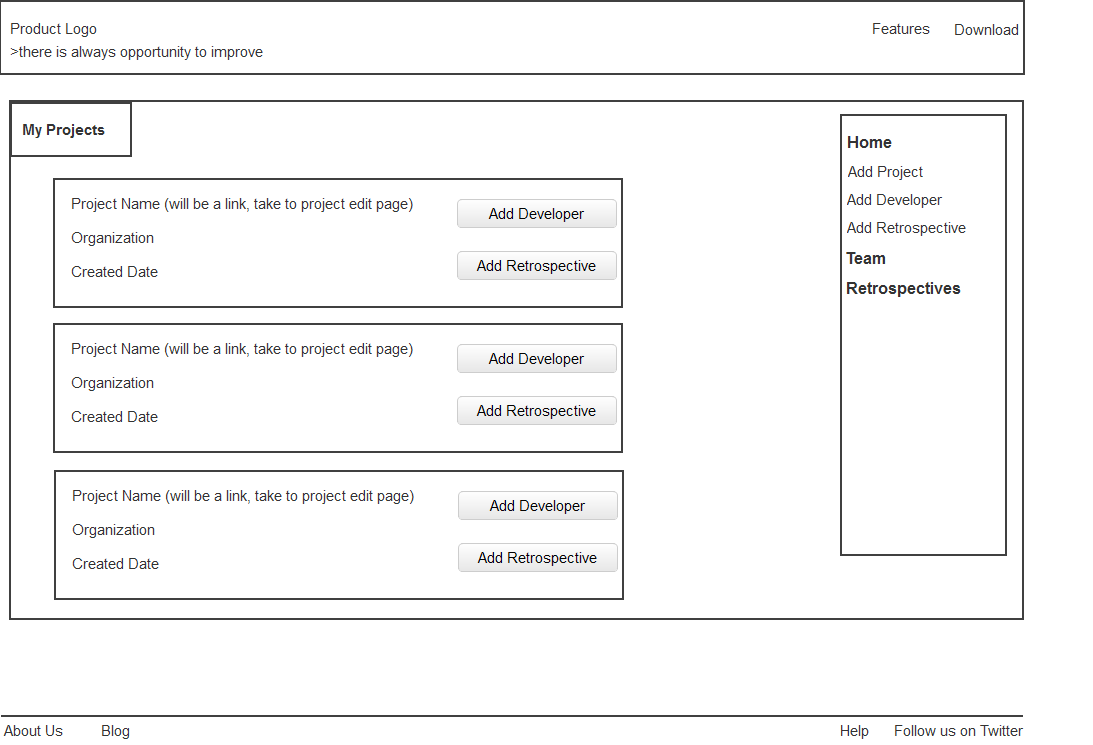 Product Logo
>there is always opportunity to improve
Features
Download
My Projects
Project Name (will be a link, take to project edit page)
Organization
Created Date
Add Developer
Add Retrospective
Project Name (will be a link, take to project edit page)
Organization
Created Date
Add Developer
Add Retrospective
Project Name (will be a link, take to project edit page)
Organization
Created Date
Add Developer
Add Retrospective
Home
Add Project
Add Developer
Add Retrospective
Team
Retrospectives
About Us
Blog
Help
Follow us on Twitter